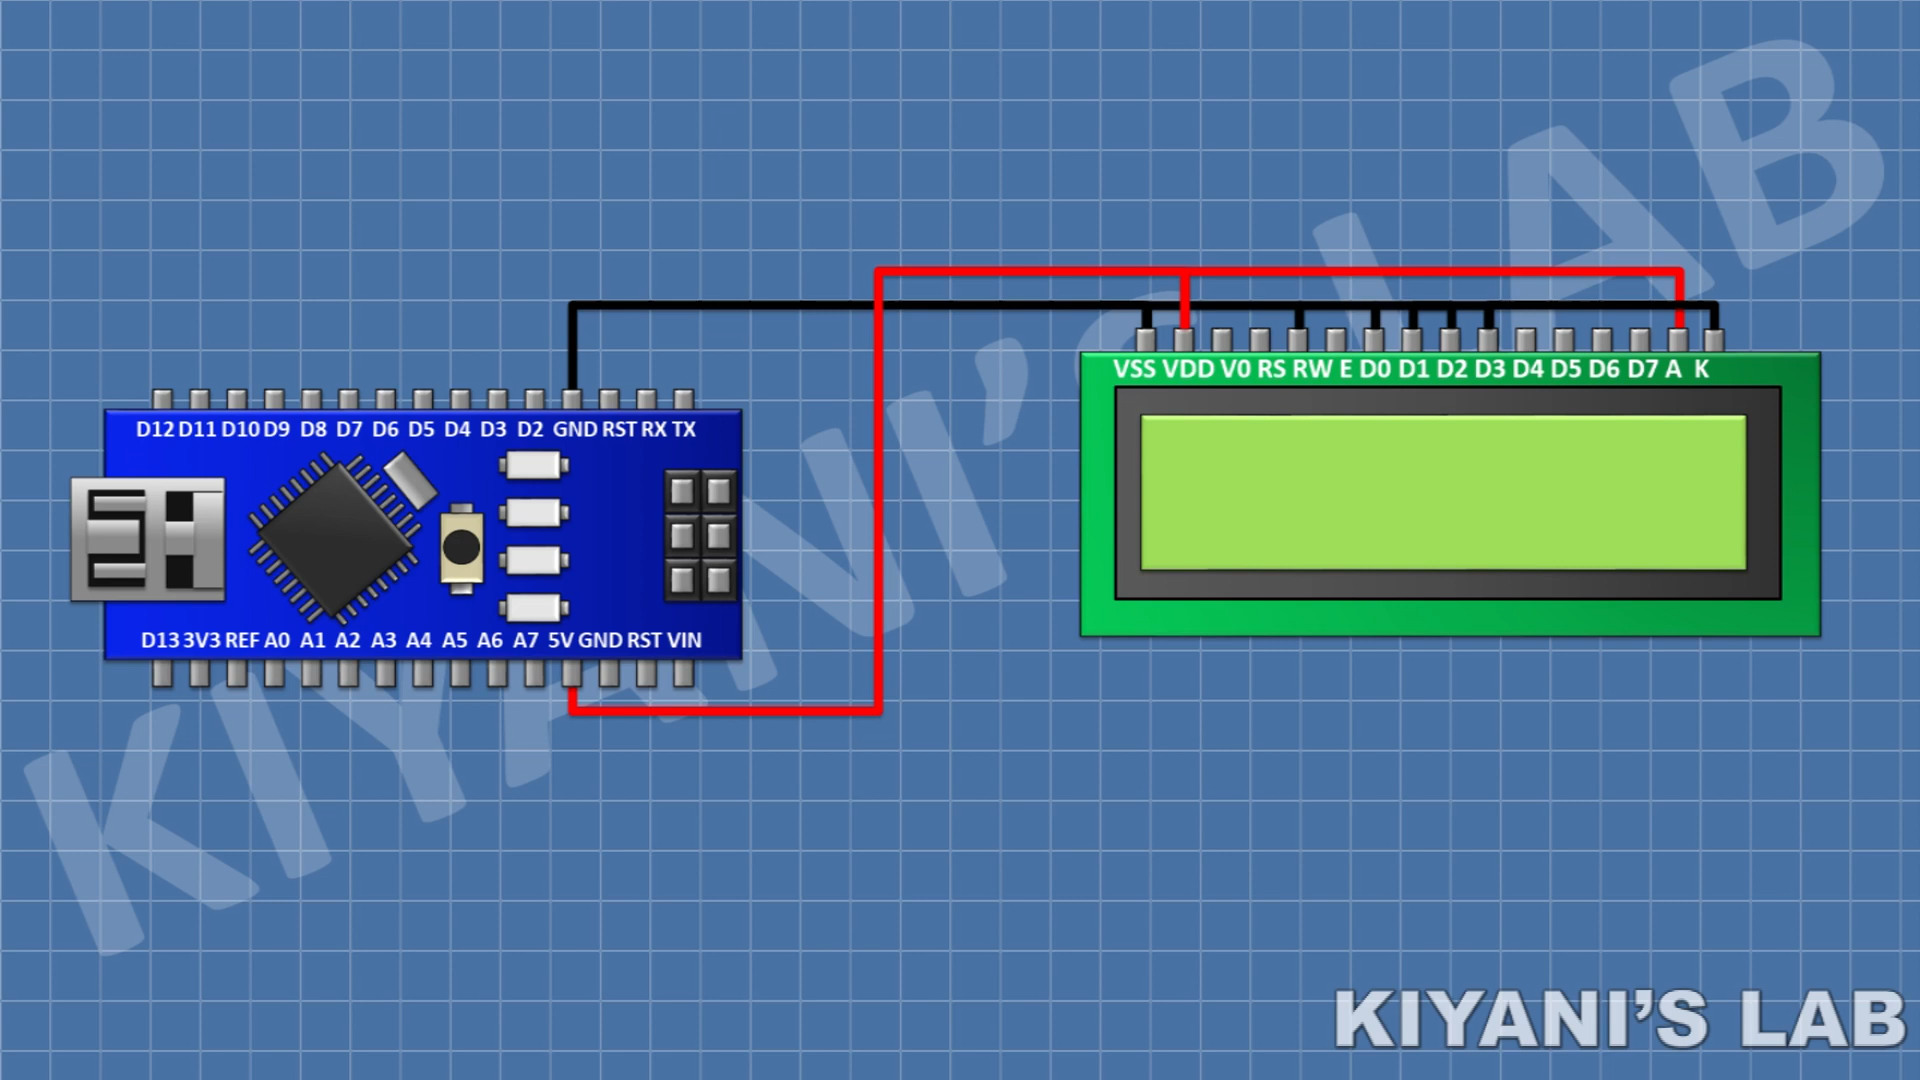 KIYANI'S LAB
VSS VDD V0 RS RW E D0 D1 D2 D3 D4 D5 D6 D7 A K
D12 D11 D10 D9 D8 D7 D6 D5 D4 D3 D2 GND RST RX TX
D13 3V3 REF A0 A1 A2 A3 A4 A5 A6 A7 5V GND RST VIN
KIYANI'S LAB